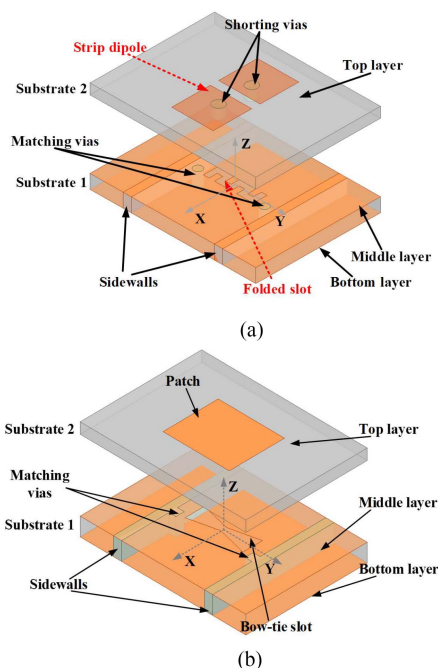 Shorting vias
Strip dipole
Substrate 2
Top layer
Matching vias
Z
Substrate 1
X
Y
Middle layer
Sidewalls
Folded slot
Bottom layer
(a)
Patch
Substrate 2
Top layer
Matching
vias
Z
Substrate 1
Middle layer
X
Y
Sidewalls
Bottom layer
Bow-tie slot
(b)